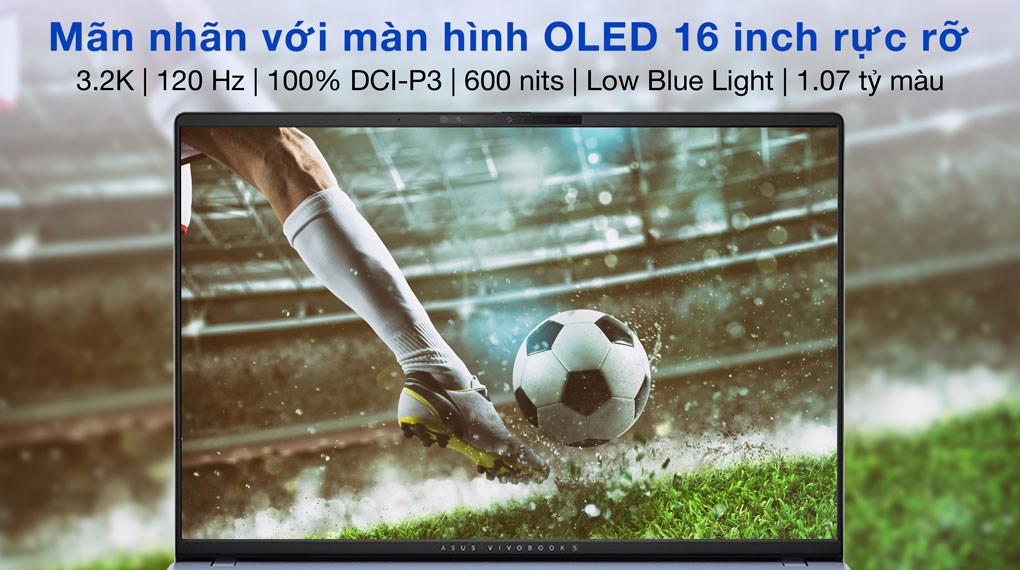 Mãn nhãn với màn hình OLED 16 inch rực rỡ
3.2K | 120 Hz | 100% DCI-P3 | 600 nits | Low Blue Light | 1.07 tỷ màu
ASUS VIVOBOOK S